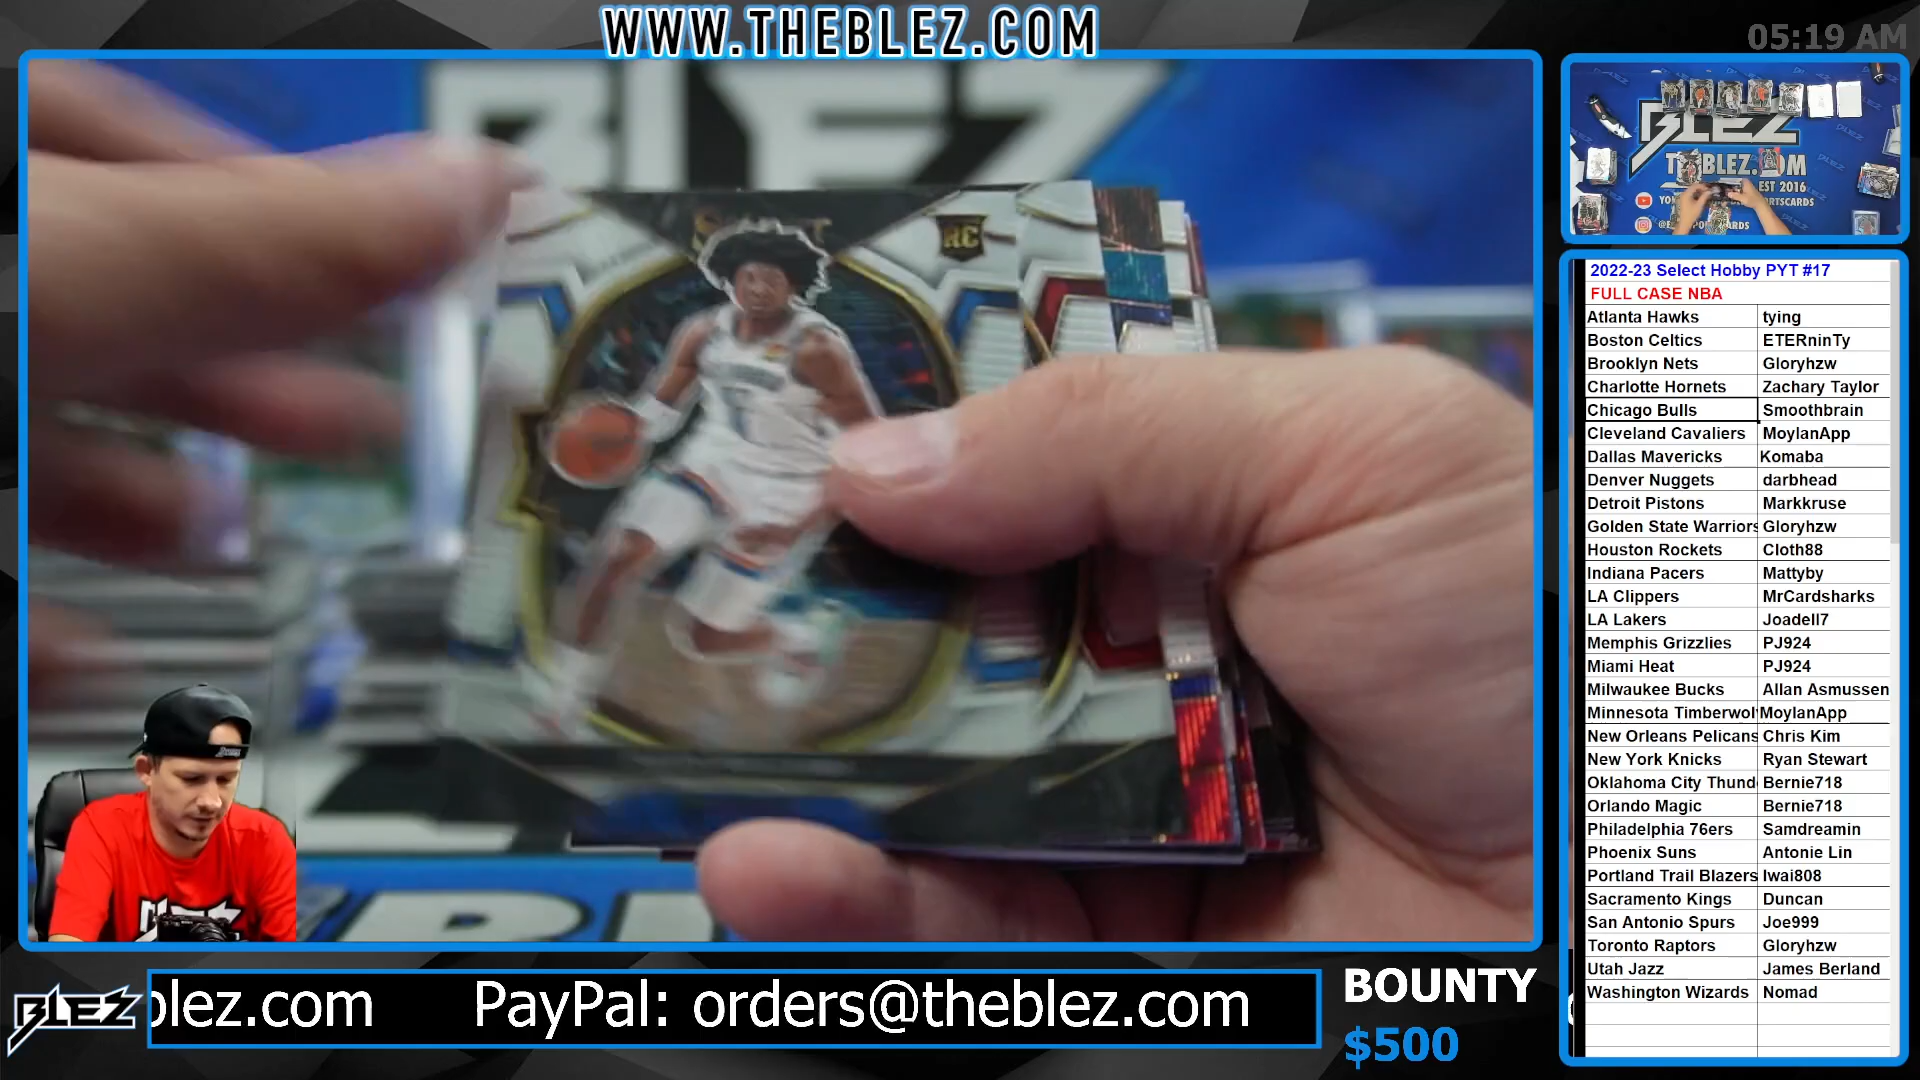 WWW.THEBLEZ.COM
05:19 AM
BLEZ
RC
BLEZ
THEBLEZ.COM
EST 2016
2022-23 Select Hobby PYT #17
FULL CASE NBA
Atlanta Hawks tying
Boston Celtics ETERninTy
Brooklyn Nets Gloryhzw
Charlotte Hornets Zachary Taylor
Chicago Bulls Smoothbrain
Cleveland Cavaliers MoylanApp
Dallas Mavericks Komaba
Denver Nuggets darbhead
Detroit Pistons Markkruse
Golden State Warriors Gloryhzw
Houston Rockets Cloth88
Indiana Pacers Mattyby
LA Clippers MrCardsharks
LA Lakers Joadell7
Memphis Grizzlies PJ924
Miami Heat PJ924
Milwaukee Bucks Allan Asmussen
Minnesota Timberwol MoylanApp
New Orleans Pelicans Chris Kim
New York Knicks Ryan Stewart
Oklahoma City Thund Bernie718
Orlando Magic Bernie718
Philadelphia 76ers Samdreamin
Phoenix Suns Antonie Lin
Portland Trail Blazers Iwai808
Sacramento Kings Duncan
San Antonio Spurs Joe999
Toronto Raptors Gloryhzw
Utah Jazz James Berland
Washington Wizards Nomad
BLEZ
blez.com PayPal: orders@theblez.com
BOUNTY
$500